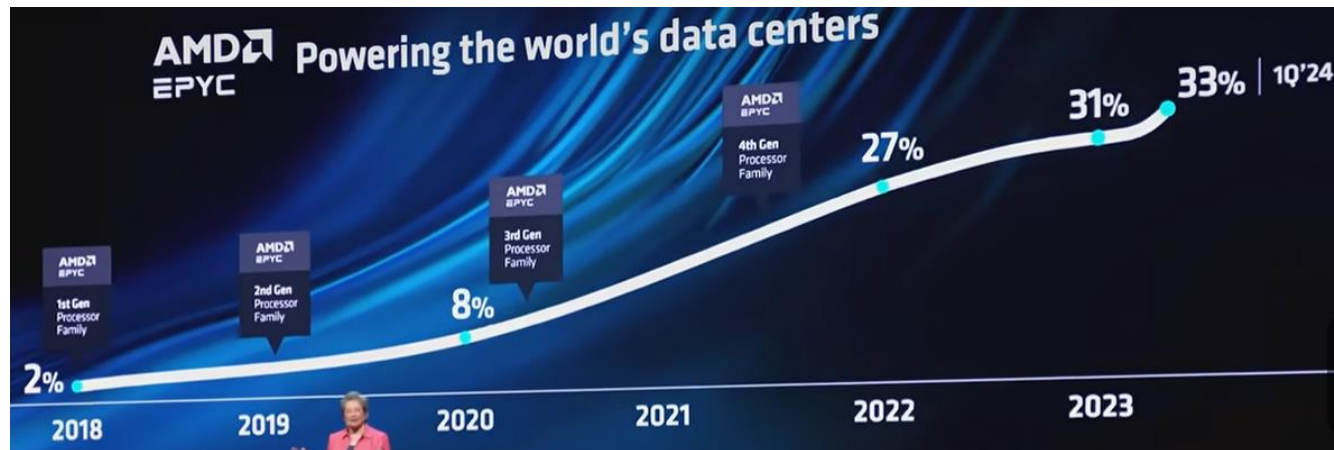 AMD
EPYC
Powering the world's data centers
33% | 1Q'24
31%
27%
AMD
EPYC
4th Gen
Processor
Family
AMD
EPYC
3rd Gen
Processor
Family
8%
AMD
EPYC
2nd Gen
Processor
Family
AMD
EPYC
1st Gen
Processor
Family
2%
2018
2019
2020
2021
2022
2023